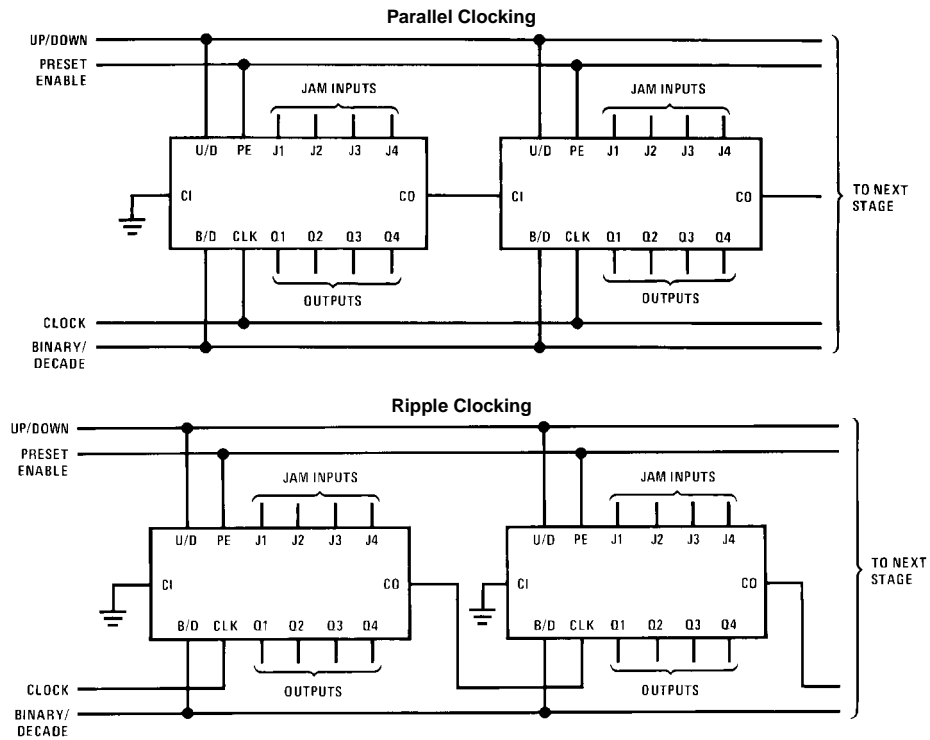 Parallel Clocking
UP/DOWN
PRESET
ENABLE
JAM INPUTS
JAM INPUTS
U/D PE J1 J2 J3 J4
U/D PE J1 J2 J3 J4
CI
CO
CI
CO
TO NEXT
STAGE
B/D CLK Q1 Q2 Q3 Q4
B/D CLK Q1 Q2 Q3 Q4
OUTPUTS
OUTPUTS
CLOCK
BINARY/
DECADE
Ripple Clocking
UP/DOWN
PRESET
ENABLE
JAM INPUTS
JAM INPUTS
U/D PE J1 J2 J3 J4
U/D PE J1 J2 J3 J4
CI
CO
CI
CO
TO NEXT
STAGE
B/D CLK Q1 Q2 Q3 Q4
B/D CLK Q1 Q2 Q3 Q4
OUTPUTS
OUTPUTS
CLOCK
BINARY/
DECADE